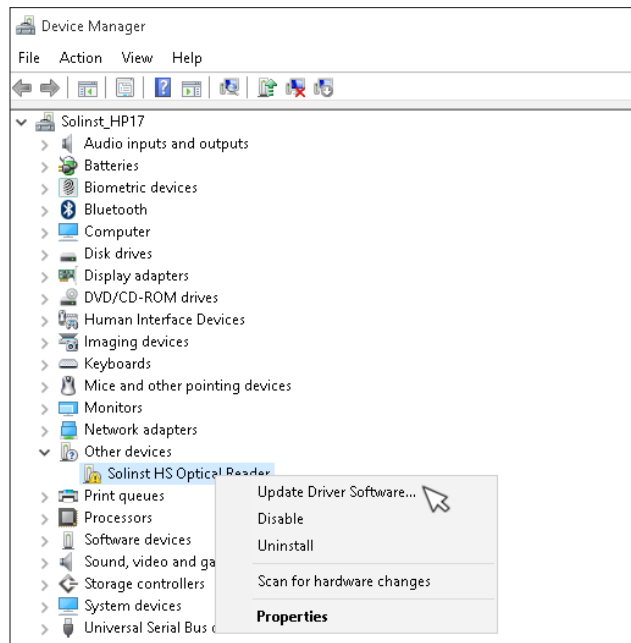 Device Manager
File Action View Help
Solinst_HP17
Audio inputs and outputs
Batteries
Biometric devices
Bluetooth
Computer
Disk drives
Display adapters
DVD/CD-ROM drives
Human Interface Devices
Imaging devices
Keyboards
Mice and other pointing devices
Monitors
Network adapters
Other devices
Solinst HS Optical Reader
Update Driver Software...
Disable
Uninstall
Scan for hardware changes
Properties
Print queues
Processors
Software devices
Sound, video and ga
Storage controllers
System devices
Universal Serial Bus